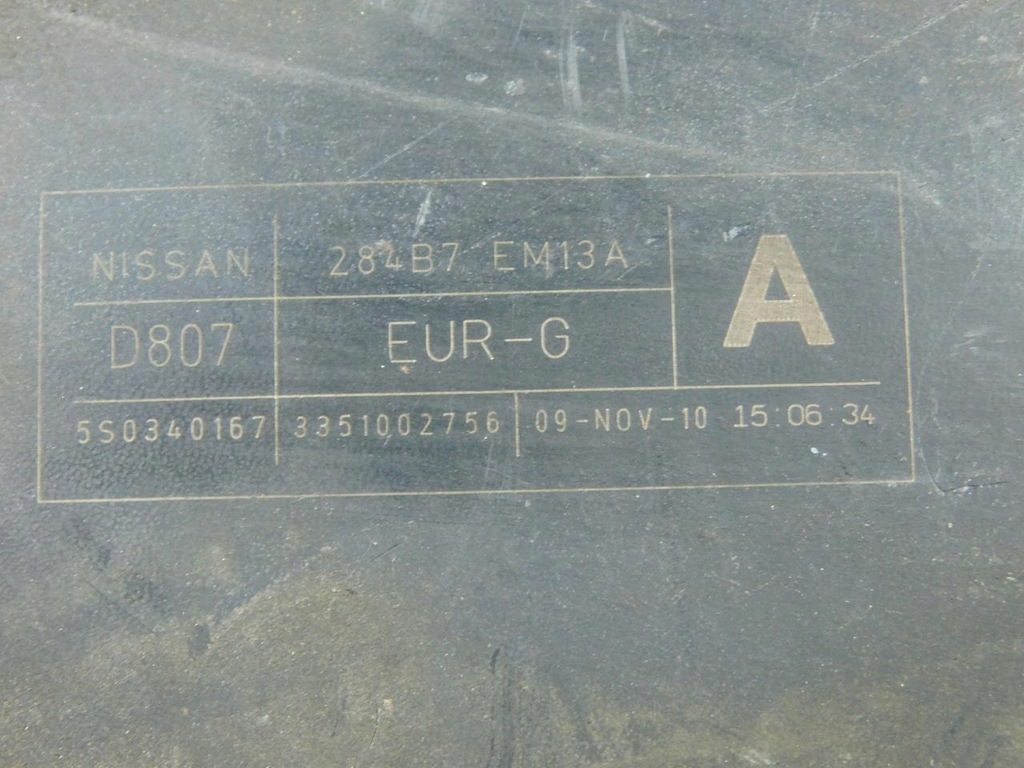 NISSAN 284B7 EM13A A
D807 EUR-G
5S0340167 3351002756 09-NOV-10 15:06:34